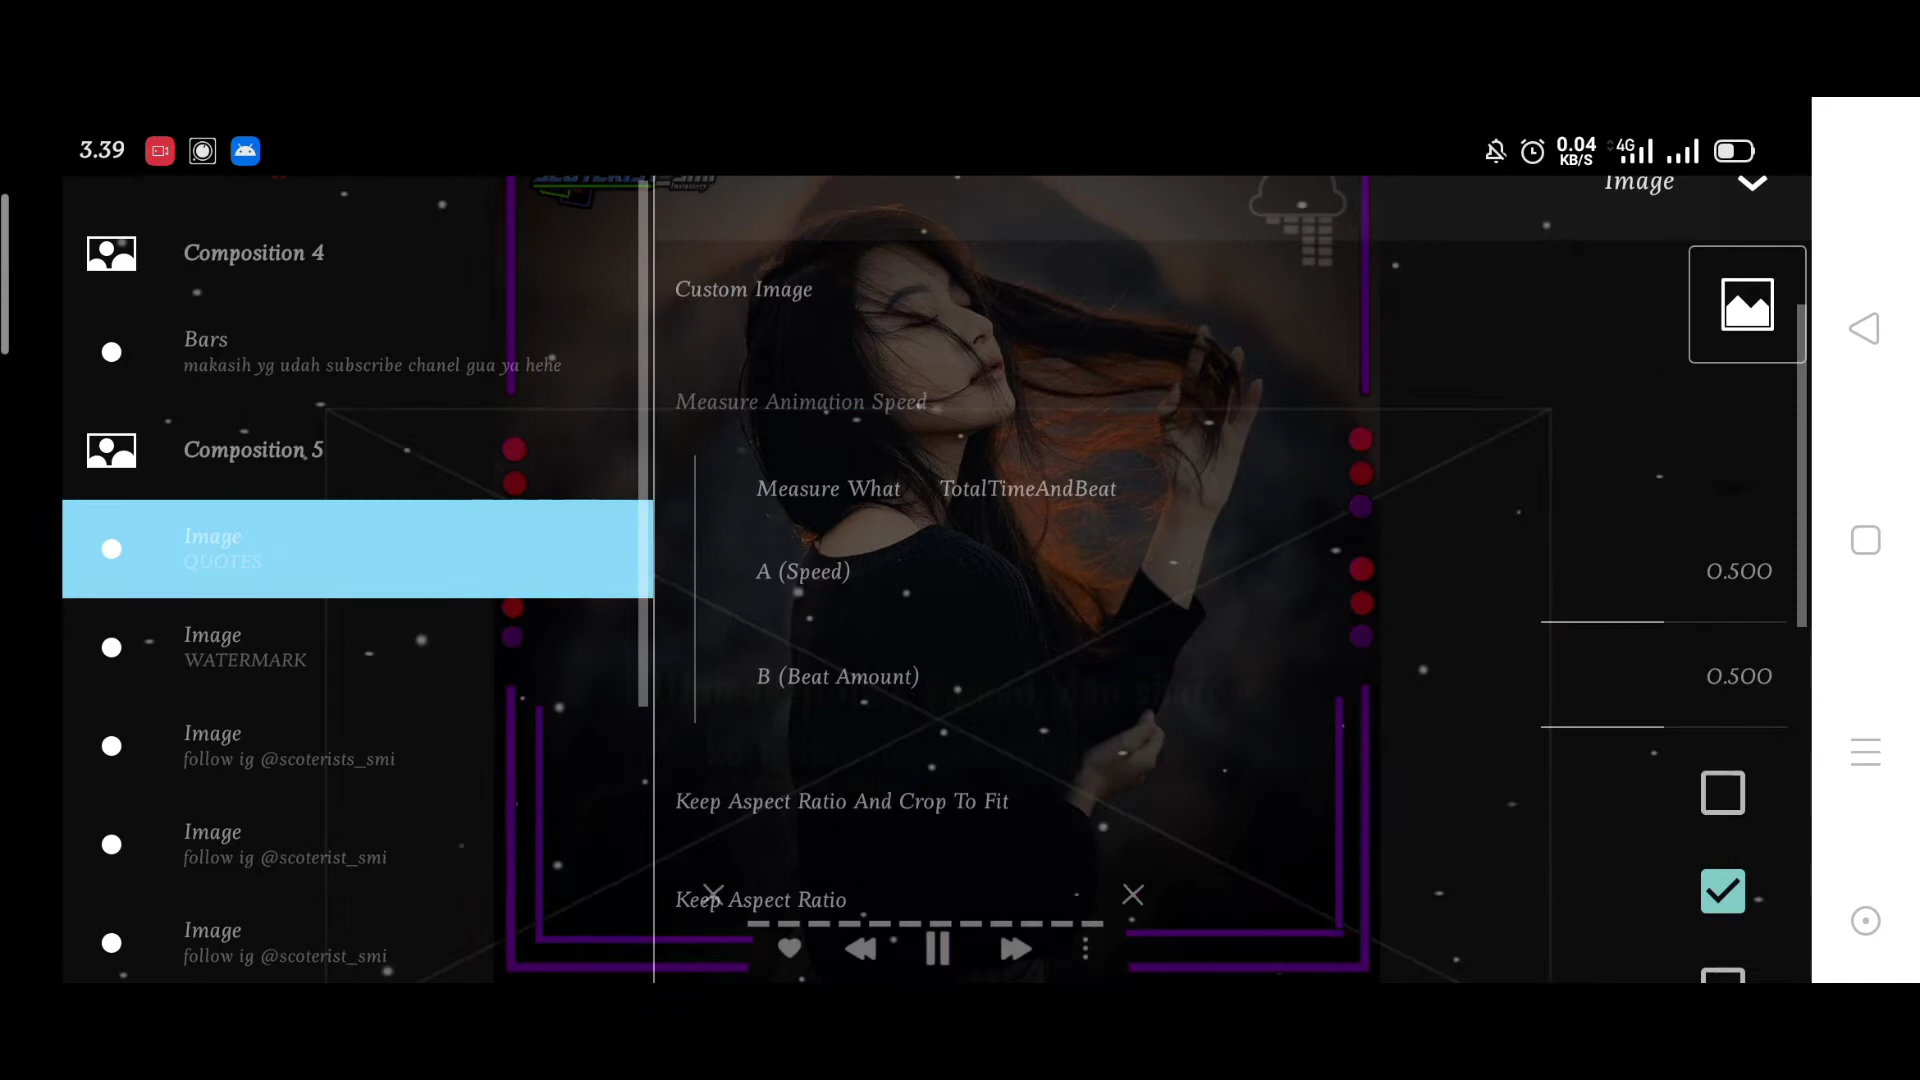 3.39
0.04
KB/S
4G
Image
Composition 4
Custom Image
Bars
makasih yg udah subscribe chanel gua ya hehe
Measure Animation Speed
Composition 5
Measure What TotalTimeAndBeat
Image
QUOTES
A (Speed) 0.500
Image
WATERMARK
B (Beat Amount) 0.500
Image
follow ig @scoterists_smi
Keep Aspect Ratio And Crop To Fit
Image
follow ig @scoterist_smi
Keep Aspect Ratio
Image
follow ig @scoterist_smi